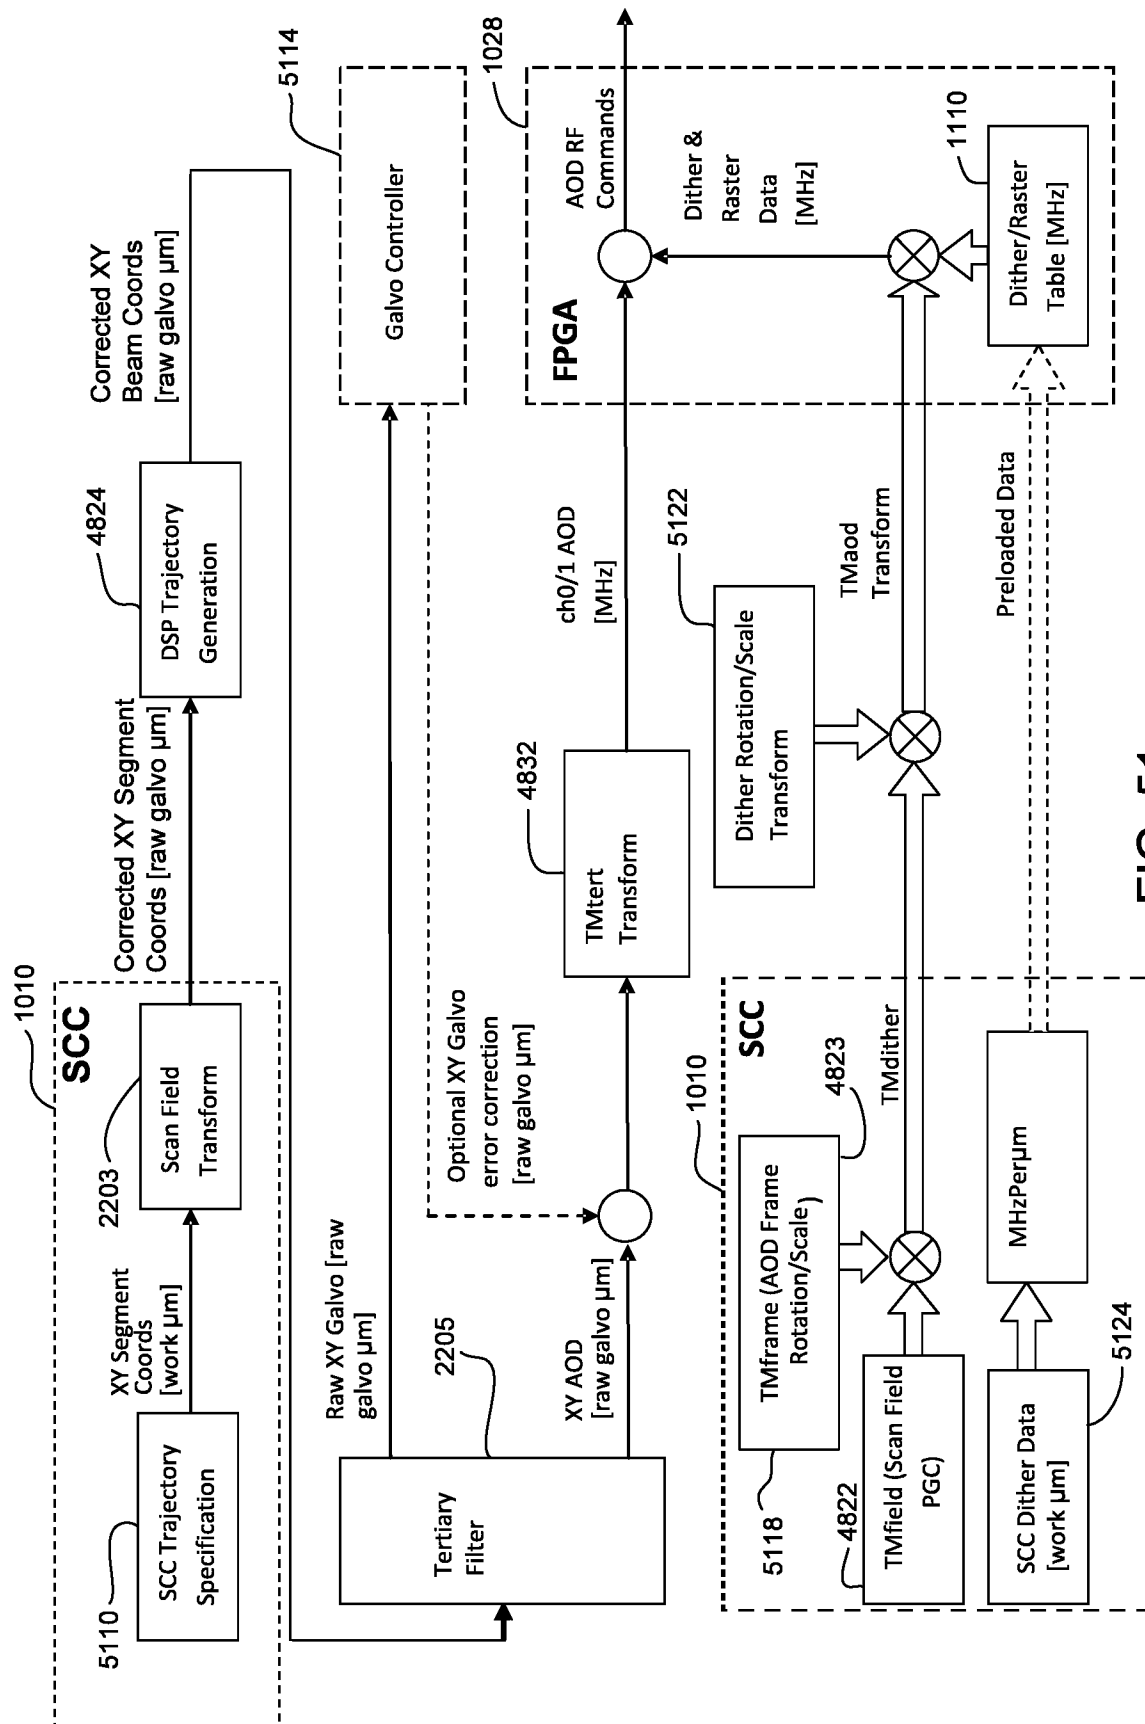 1010
SCC
5110
SCC Trajectory
Specification
XY Segment
Coords
[work µm]
2203
Scan Field
Transform
Corrected XY Segment
Coords [raw galvo µm]
4824
DSP Trajectory
Generation
Corrected XY
Beam Coords
[raw galvo µm]
Tertiary
Filter
2205
Raw XY Galvo [raw
galvo µm]
XY AOD
[raw galvo µm]
Optional XY Galvo
error correction
[raw galvo µm]
5114
Galvo Controller
4832
TMtert
Transform
ch0/1 AOD
[MHz]
1028
FPGA
AOD RF
Commands
Dither &
Raster
Data
[MHz]
1110
Dither/Raster
Table [MHz]
5122
Dither Rotation/Scale
Transform
TMaod
Transform
Preloaded Data
1010
SCC
5118
TMframe (AOD Frame
Rotation/Scale)
4823
4822
TMfield (Scan Field
PGC)
TMdither
SCC Dither Data
[work µm]
5124
MHzPerµm